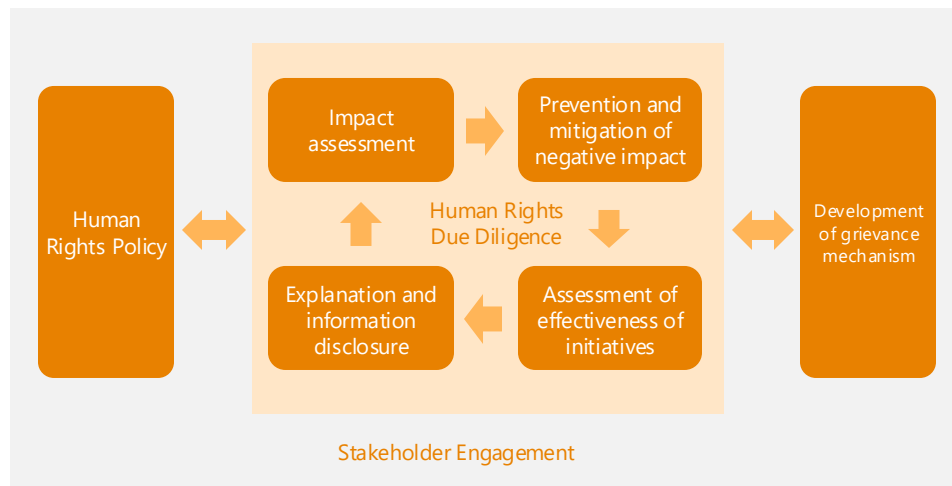 Human
Rights Policy
Impact
assessment
Prevention and
mitigation of
negative impact
Human Rights
Due Diligence
Explanation and
information
disclosure
Assessment of
effectiveness of
initiatives
Development
of grievance
mechanism
Stakeholder Engagement